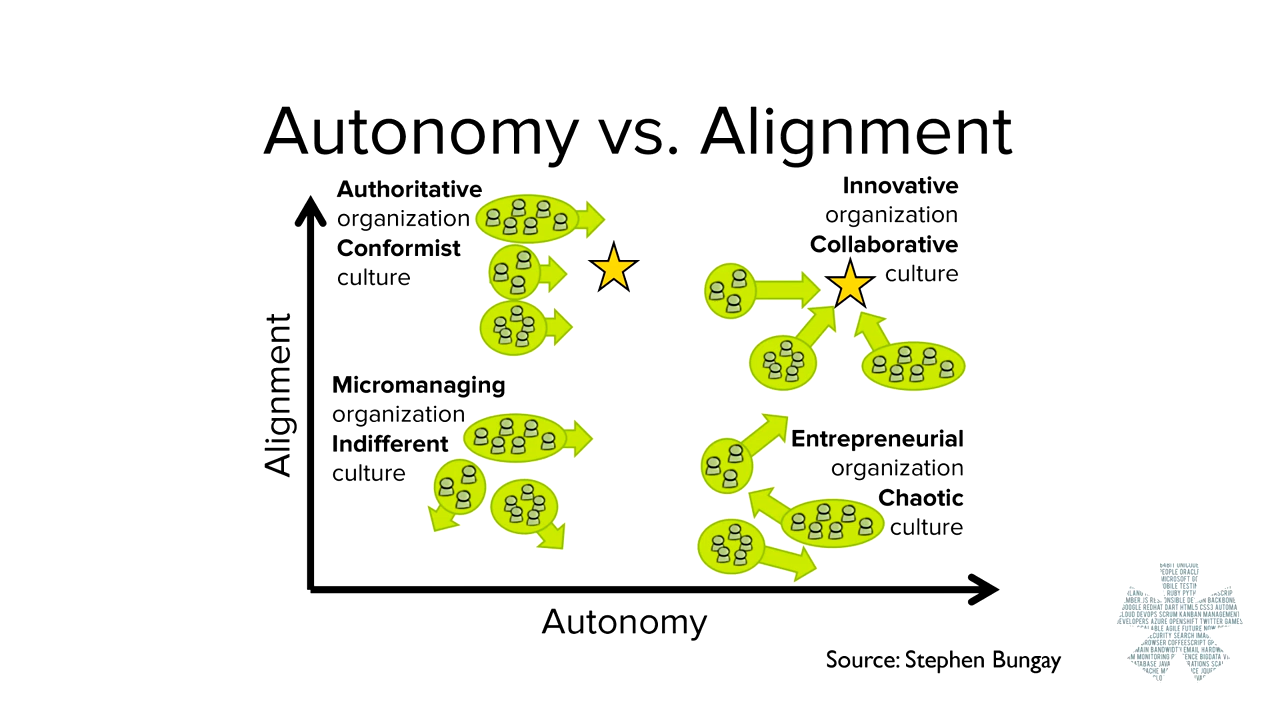 Autonomy vs. Alignment
Authoritative
organization
Conformist
culture
Innovative
organization
Collaborative
culture
Alignment
Micromanaging
organization
Indifferent
culture
Entrepreneurial
organization
Chaotic
culture
Autonomy
Source: Stephen Bungay